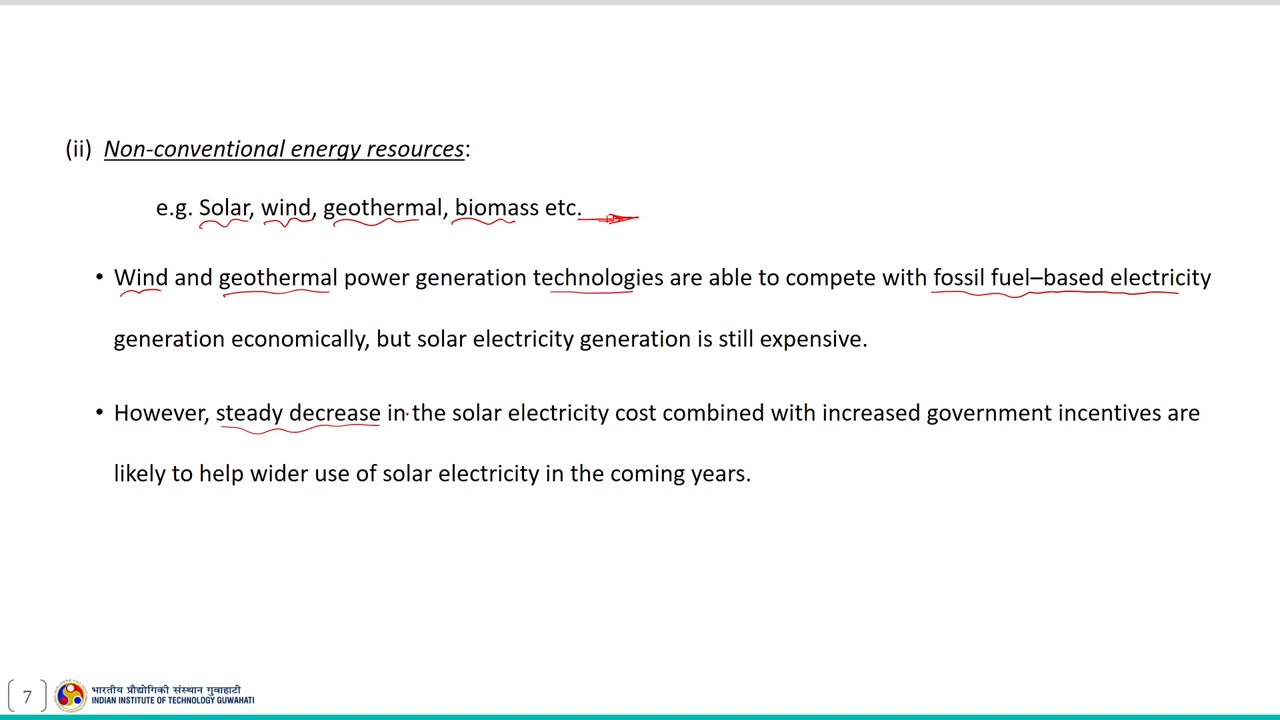 (ii) Non-conventional energy resources:
e.g. Solar, wind, geothermal, biomass etc.
• Wind and geothermal power generation technologies are able to compete with fossil fuel–based electricity
generation economically, but solar electricity generation is still expensive.
• However, steady decrease in the solar electricity cost combined with increased government incentives are
likely to help wider use of solar electricity in the coming years.
7
भारतीय प्रौद्योगिकी संस्थान गुवाहाटी
INDIAN INSTITUTE OF TECHNOLOGY GUWAHATI